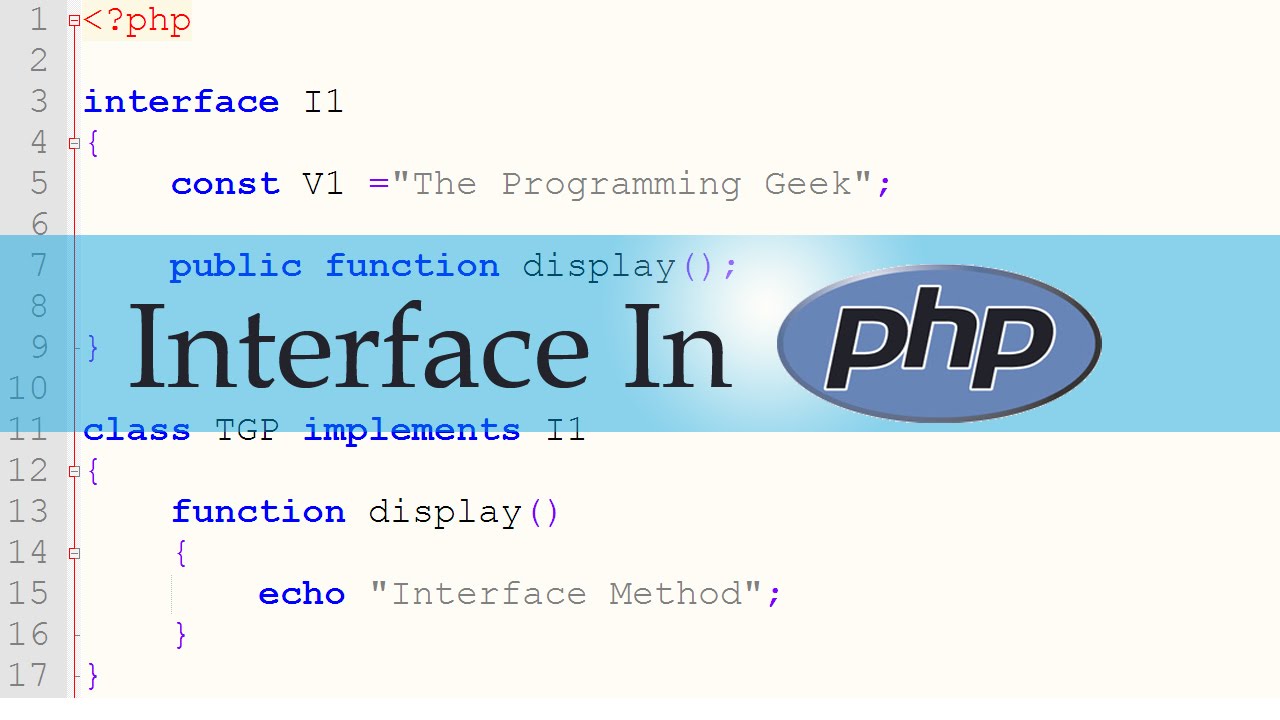 1 <?php
2
3 interface I1
4 {
5 const V1 ="The Programming Geek";
6
7 public function display();
8
Interface In php
9 }
10
11 class TGP implements I1
12 {
13 function display()
14 {
15 echo "Interface Method";
16 }
17 }